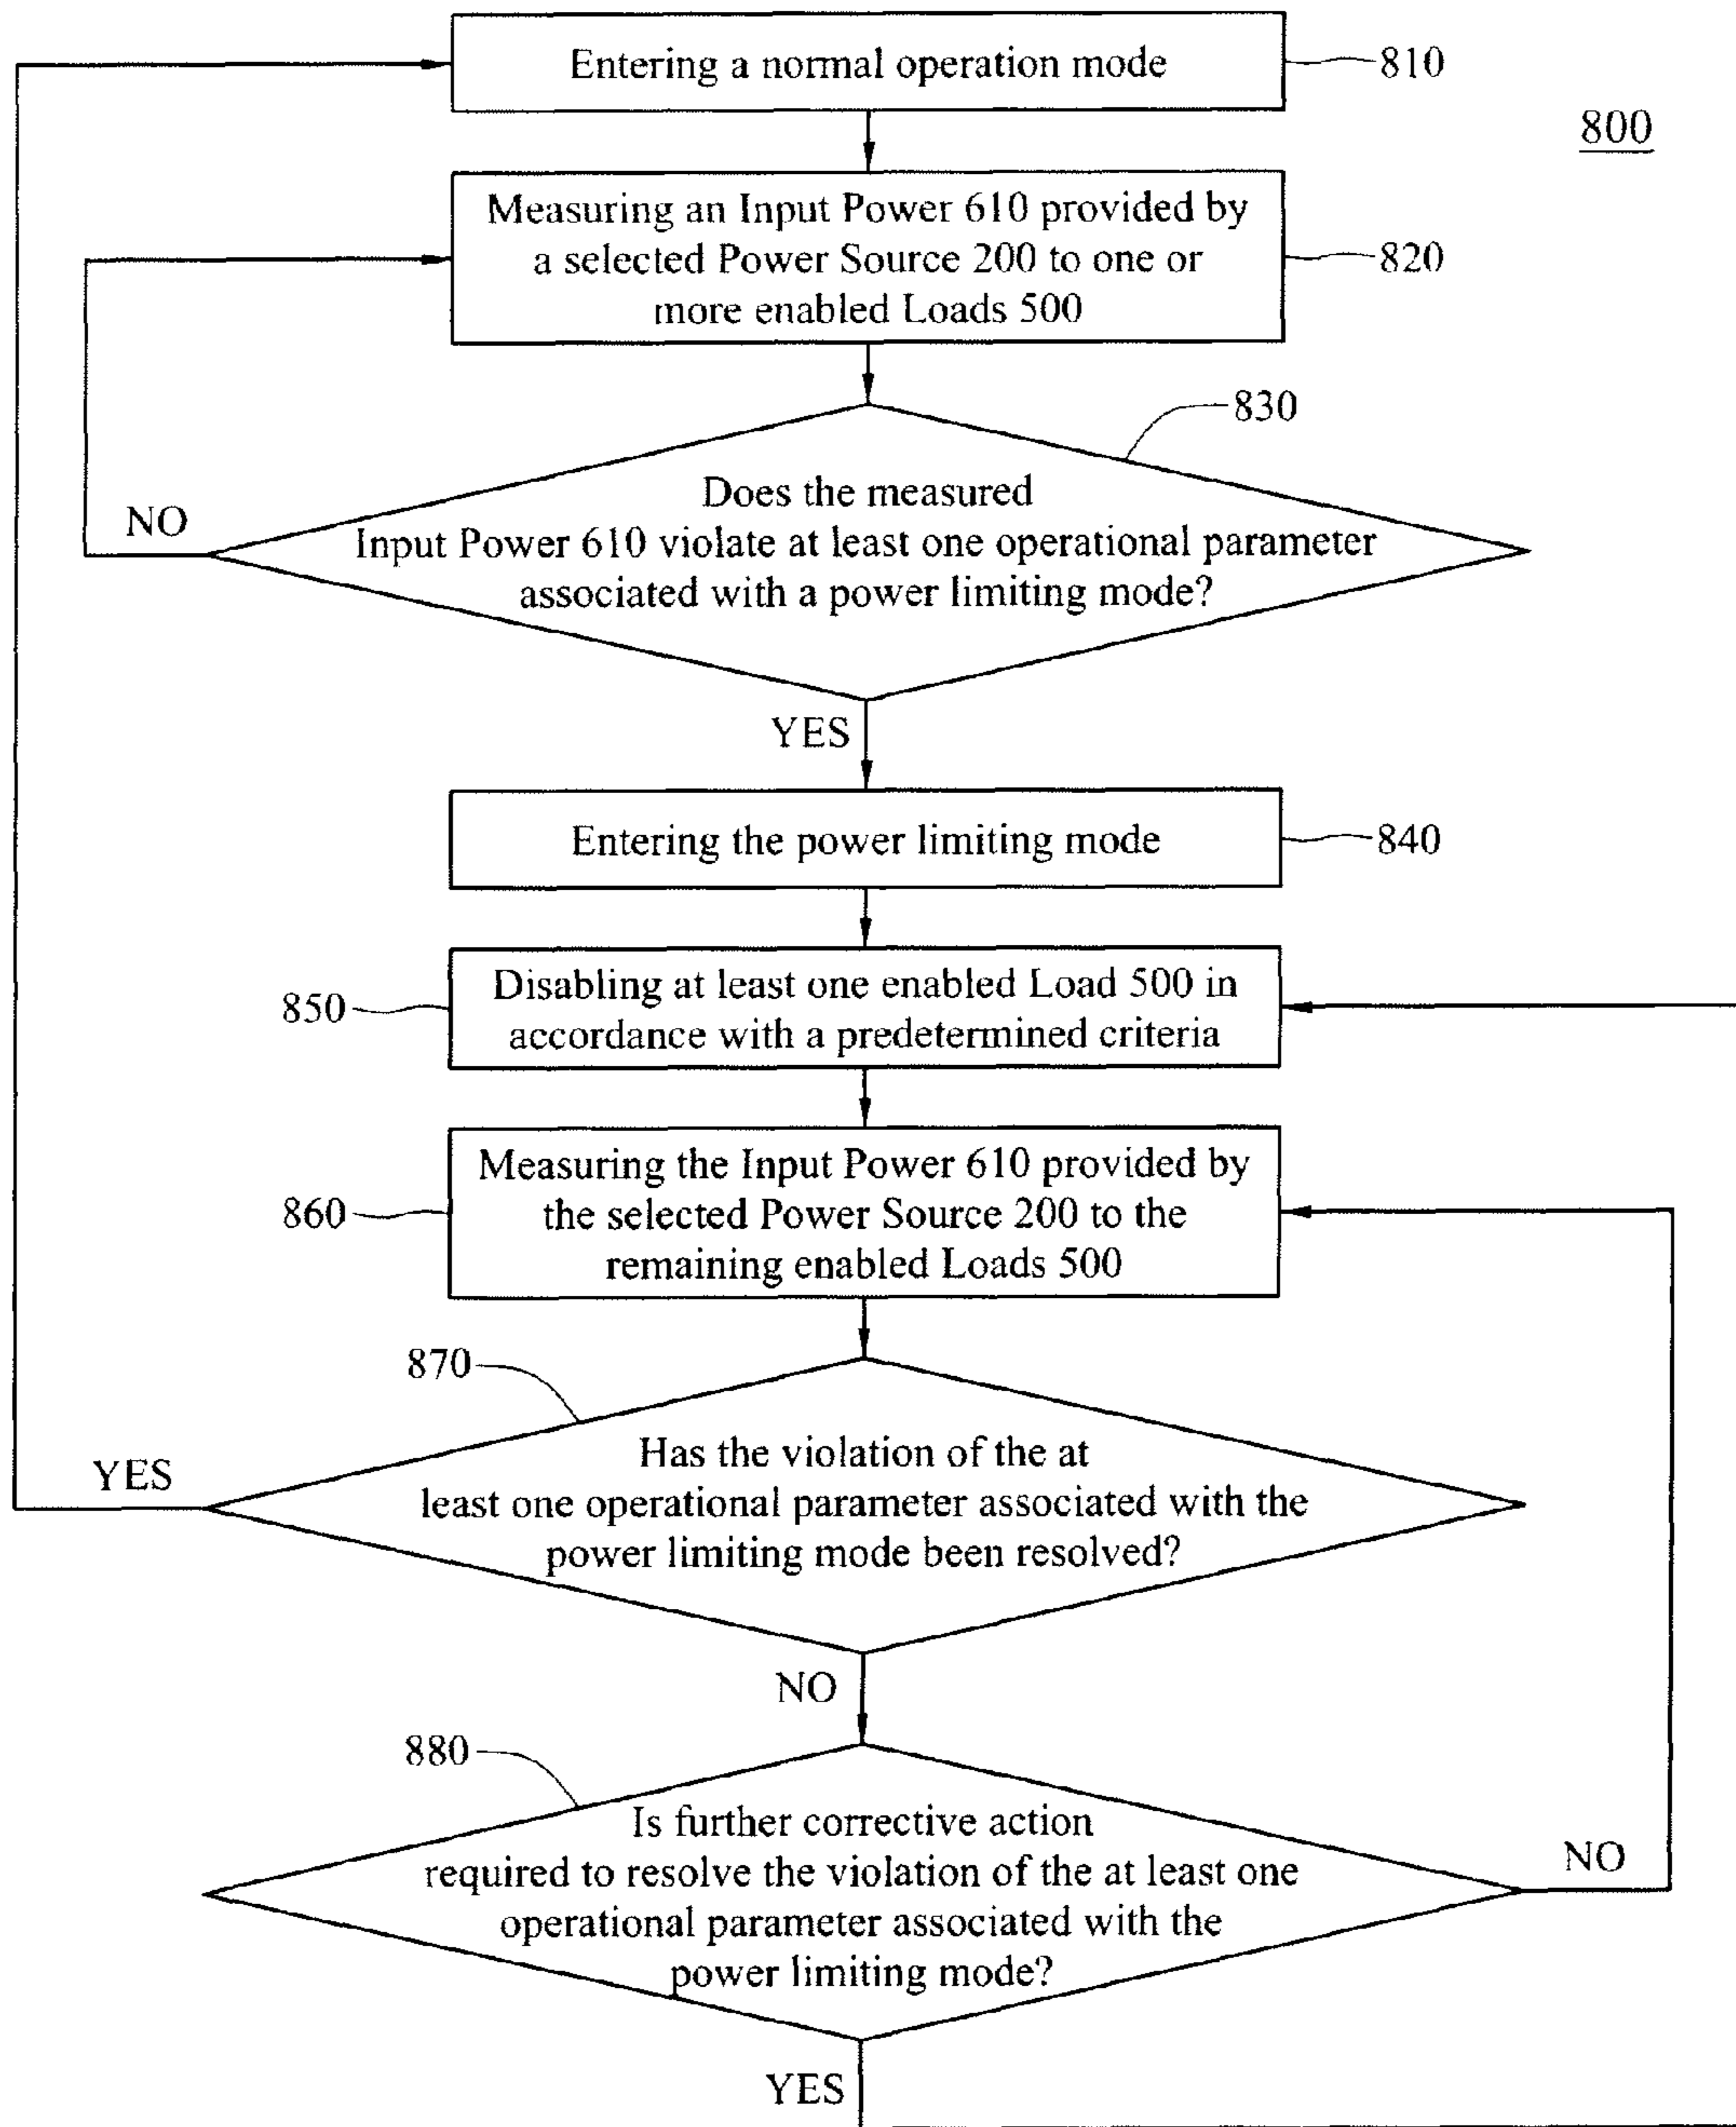 Entering a normal operation mode
810
800
Measuring an Input Power 610 provided by
a selected Power Source 200 to one or
more enabled Loads 500
820
830
Does the measured
Input Power 610 violate at least one operational parameter
associated with a power limiting mode?
NO
YES
Entering the power limiting mode
840
850
Disabling at least one enabled Load 500 in
accordance with a predetermined criteria
860
Measuring the Input Power 610 provided by
the selected Power Source 200 to the
remaining enabled Loads 500
870
Has the violation of the at
least one operational parameter associated with the
power limiting mode been resolved?
YES
NO
880
Is further corrective action
required to resolve the violation of the at least one
operational parameter associated with the
power limiting mode?
NO
YES